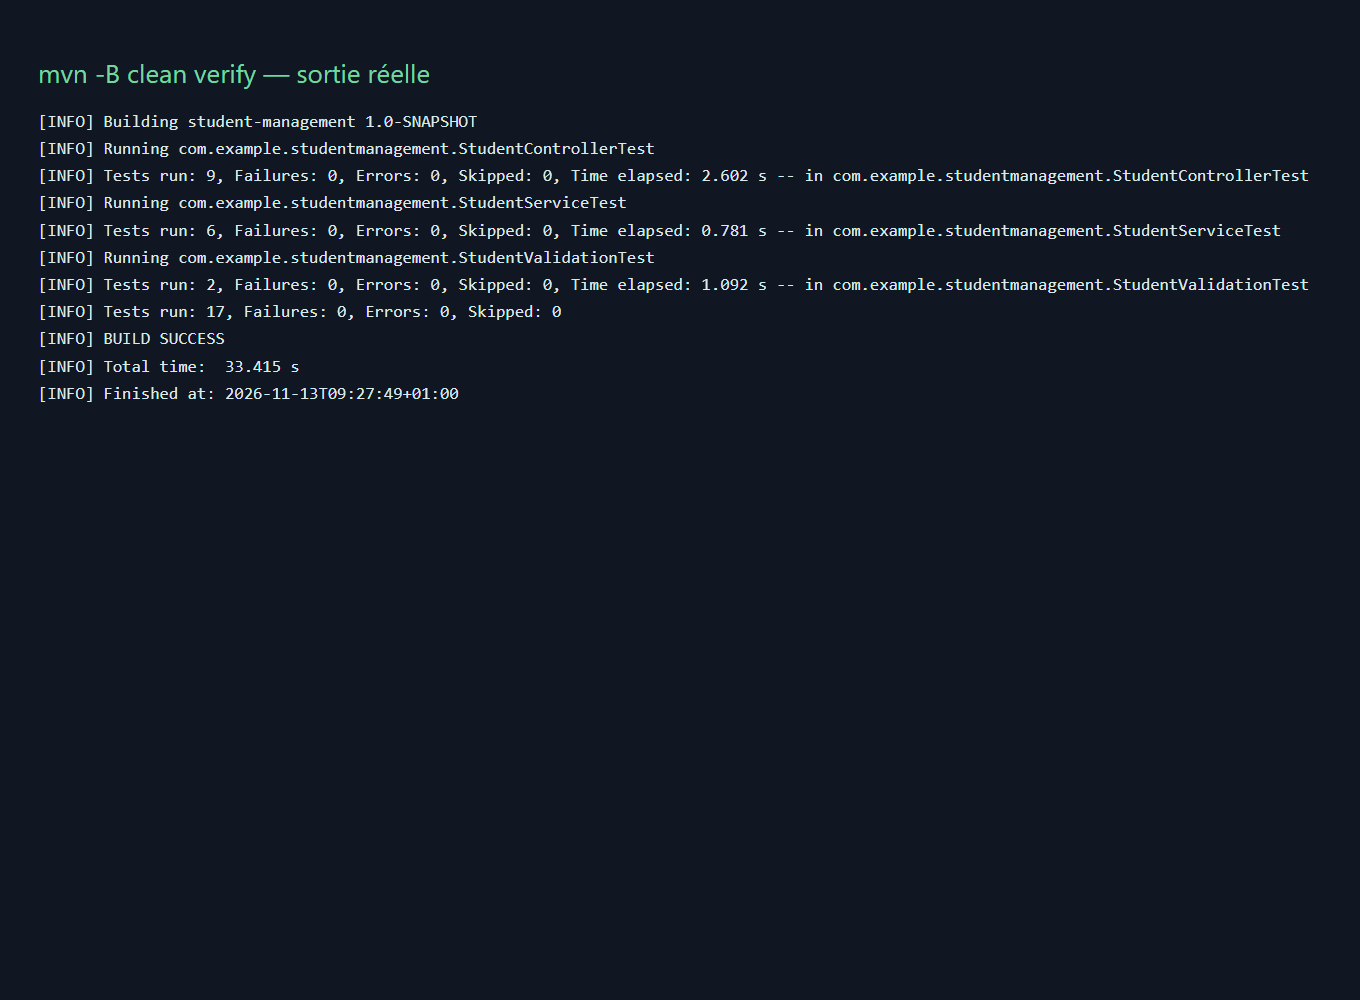 mvn -B clean verify — sortie réelle
[INFO] Building student-management 1.0-SNAPSHOT
[INFO] Running com.example.studentmanagement.StudentControllerTest
[INFO] Tests run: 9, Failures: 0, Errors: 0, Skipped: 0, Time elapsed: 2.602 s -- in com.example.studentmanagement.StudentControllerTest
[INFO] Running com.example.studentmanagement.StudentServiceTest
[INFO] Tests run: 6, Failures: 0, Errors: 0, Skipped: 0, Time elapsed: 0.781 s -- in com.example.studentmanagement.StudentServiceTest
[INFO] Running com.example.studentmanagement.StudentValidationTest
[INFO] Tests run: 2, Failures: 0, Errors: 0, Skipped: 0, Time elapsed: 1.092 s -- in com.example.studentmanagement.StudentValidationTest
[INFO] Tests run: 17, Failures: 0, Errors: 0, Skipped: 0
[INFO] BUILD SUCCESS
[INFO] Total time:  33.415 s
[INFO] Finished at: 2026-11-13T09:27:49+01:00